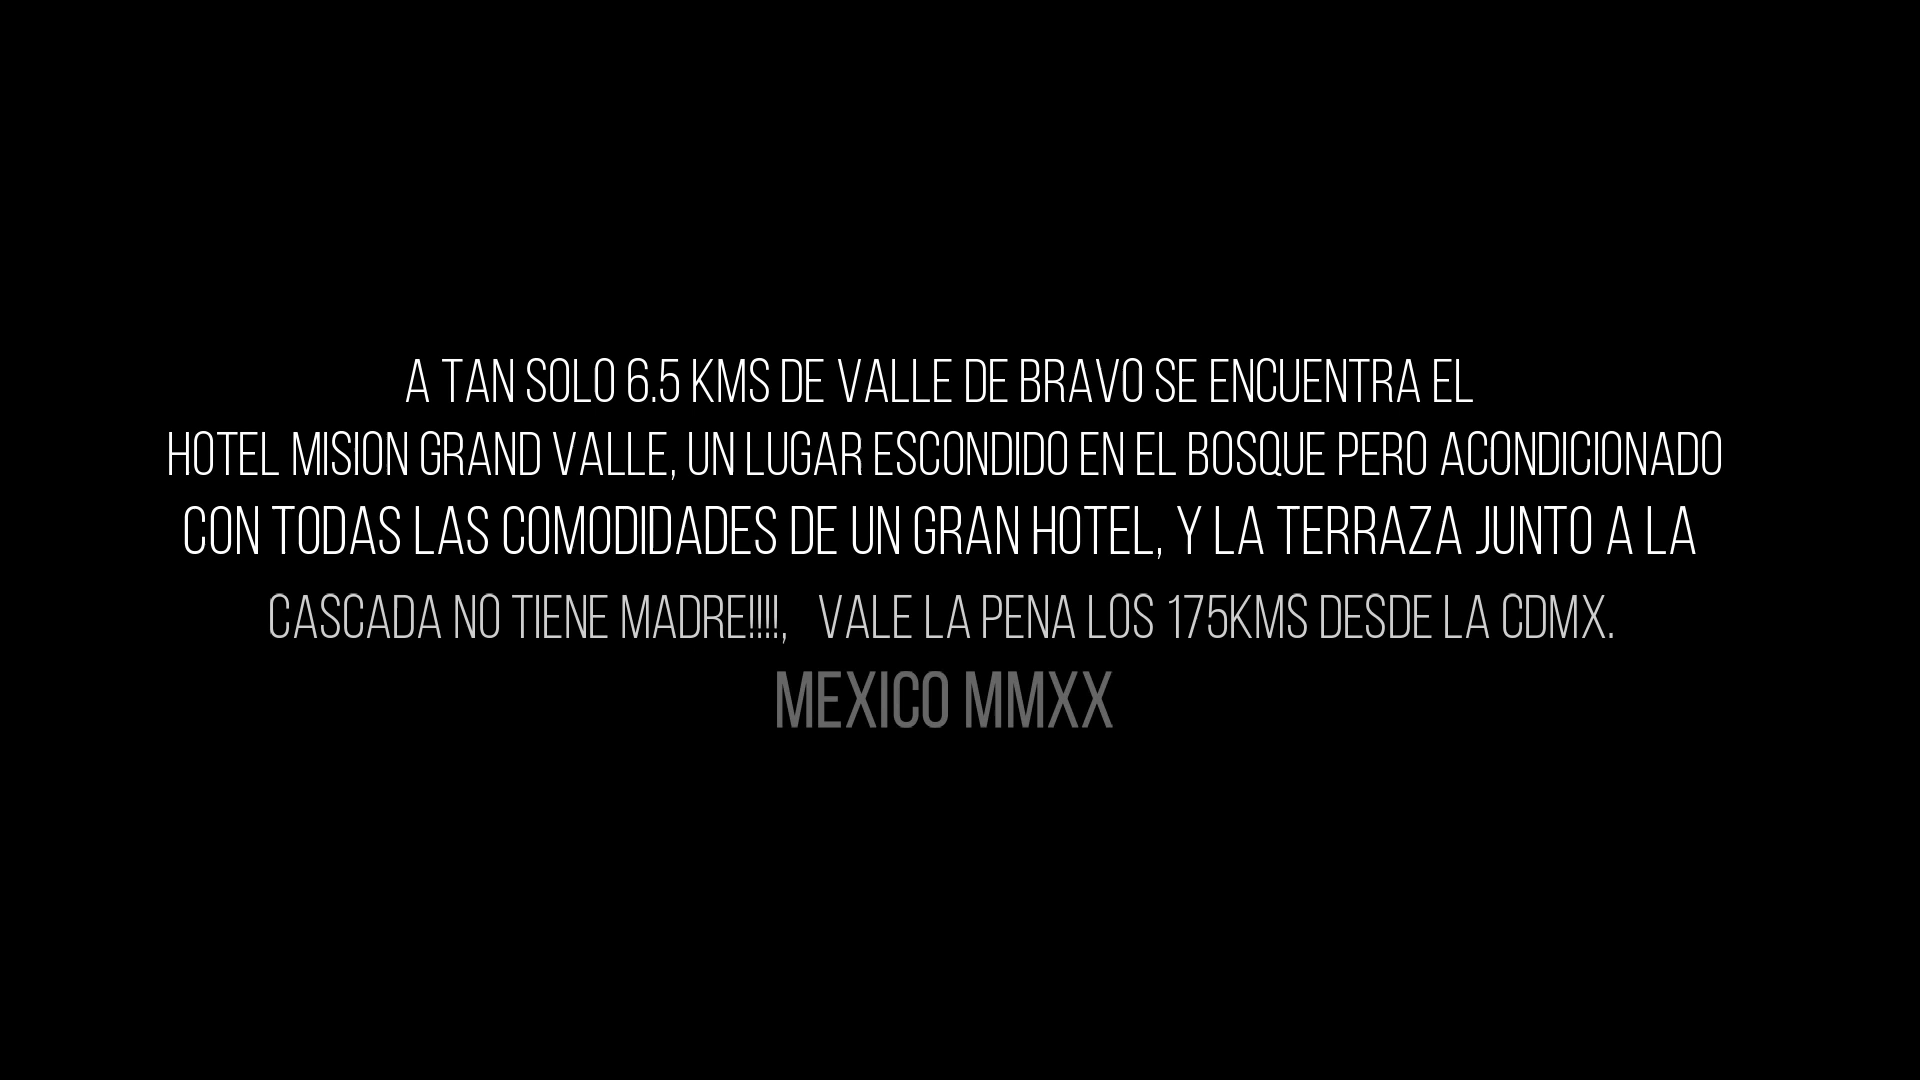 A TAN SOLO 6.5 KMS DE VALLE DE BRAVO SE ENCUENTRA EL
HOTEL MISION GRAND VALLE, UN LUGAR ESCONDIDO EN EL BOSQUE PERO ACONDICIONADO
CON TODAS LAS COMODIDADES DE UN GRAN HOTEL, Y LA TERRAZA JUNTO A LA
CASCADA NO TIENE MADRE!!!!, VALE LA PENA LOS 175KMS DESDE LA CDMX.
MEXICO MMXX